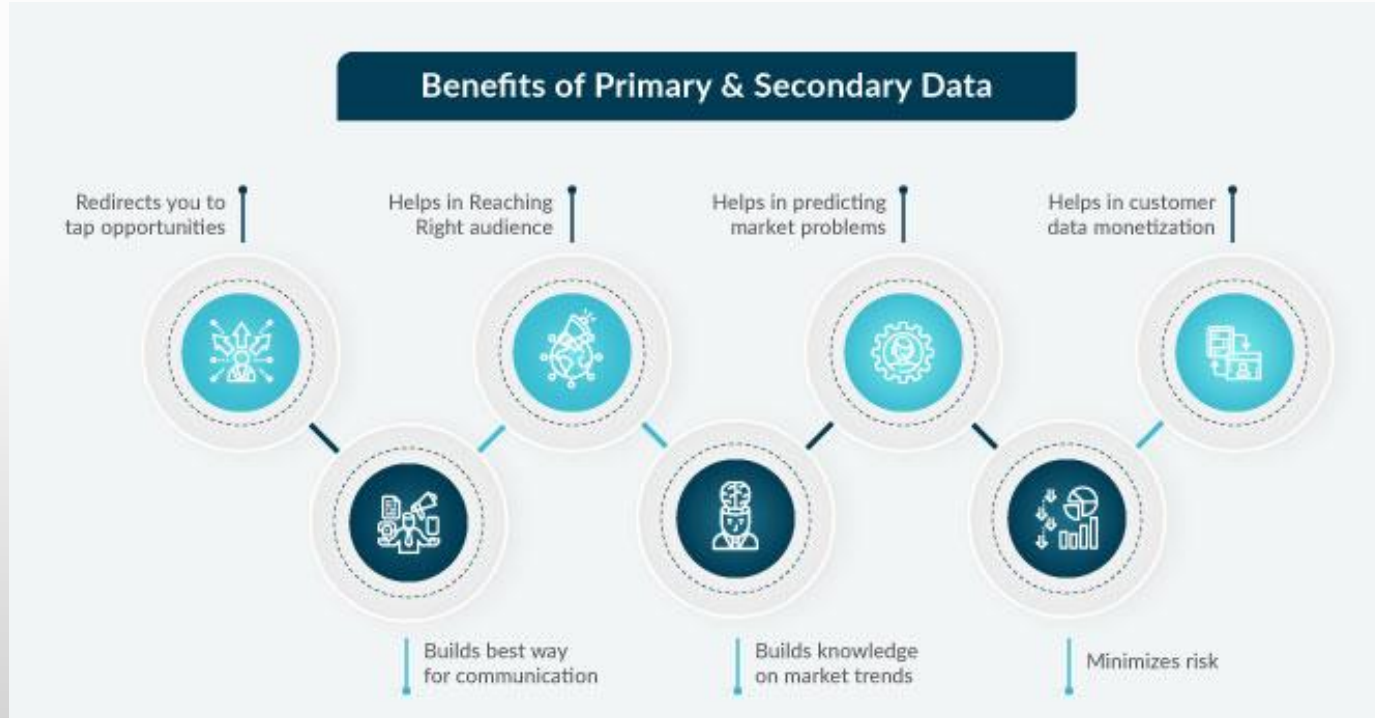 Benefits of Primary & Secondary Data
Redirects you to
tap opportunities
Helps in Reaching
Right audience
Helps in predicting
market problems
Helps in customer
data monetization
Builds best way
for communication
Builds knowledge
on market trends
Minimizes risk